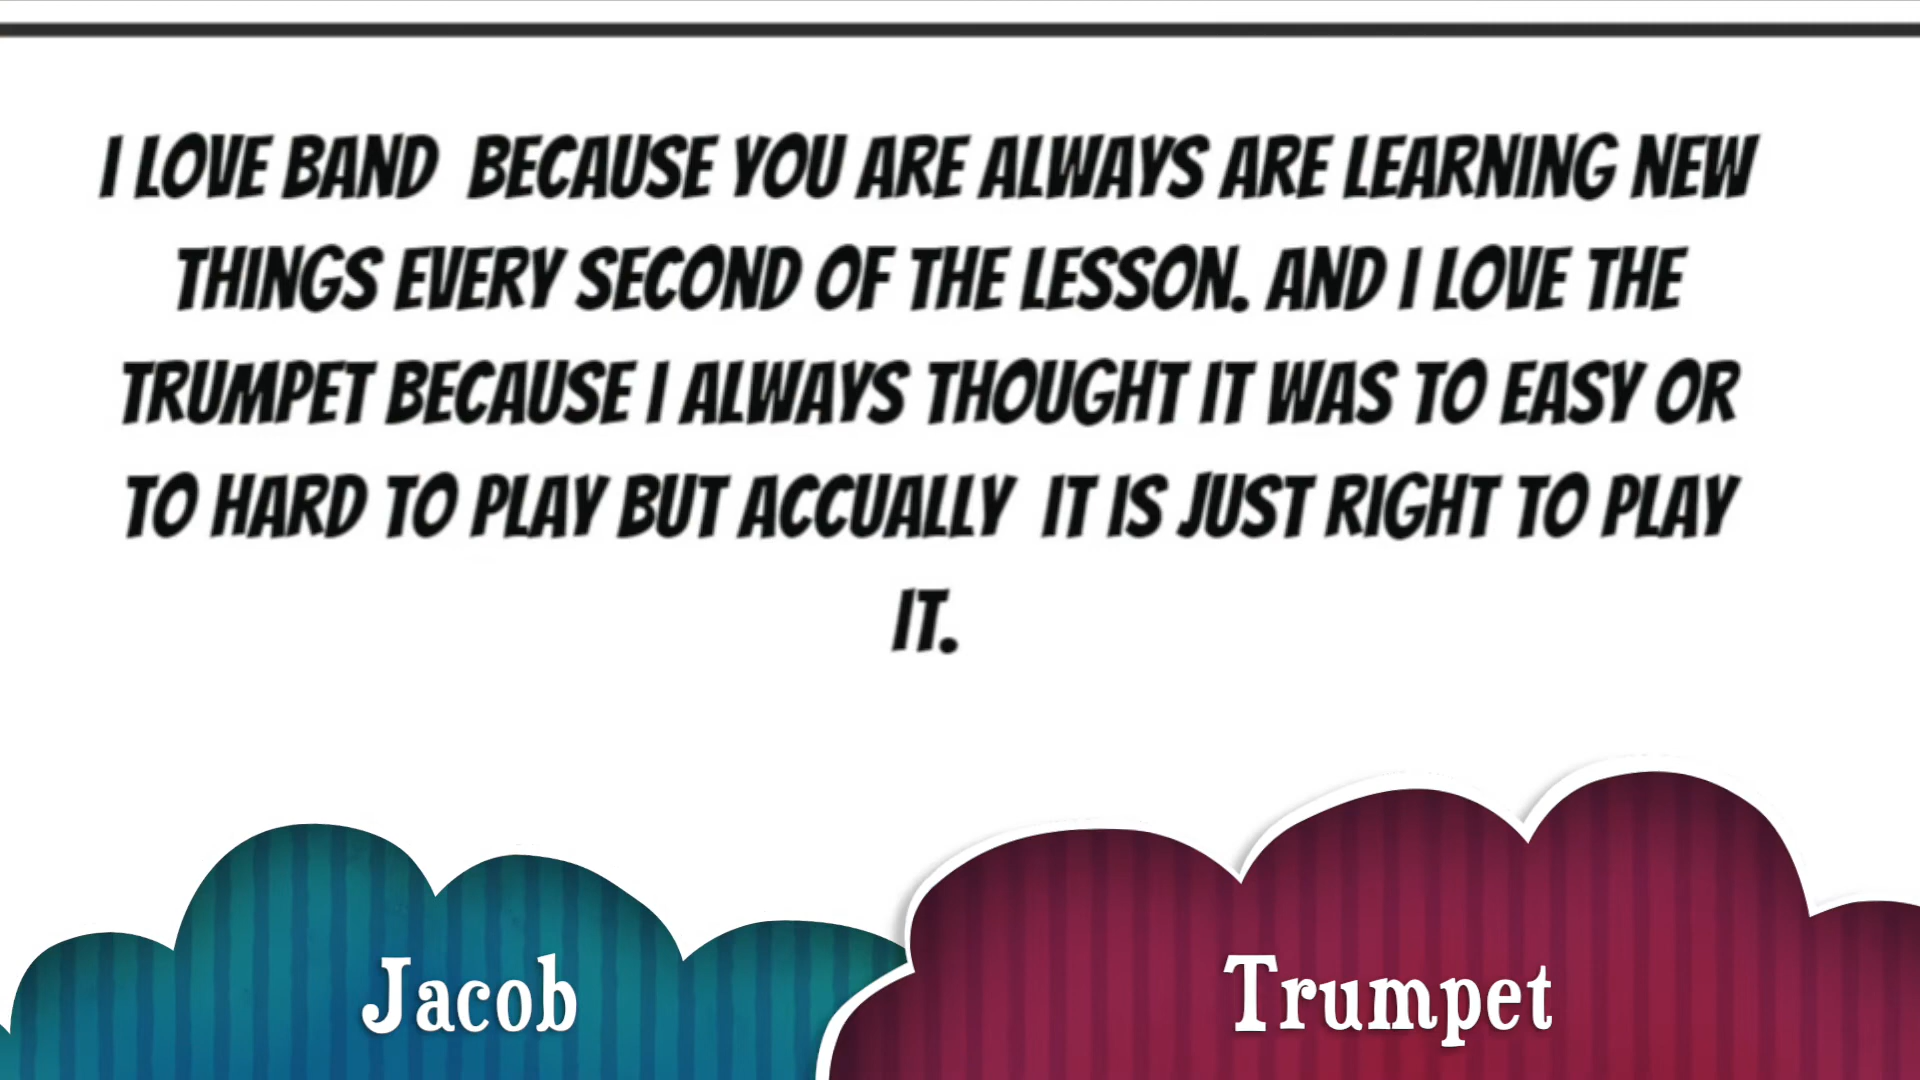 I LOVE BAND  BECAUSE YOU ARE ALWAYS ARE LEARNING NEW
THINGS EVERY SECOND OF THE LESSON. AND I LOVE THE
TRUMPET BECAUSE I ALWAYS THOUGHT IT WAS TO EASY OR
TO HARD TO PLAY BUT ACCUALLY  IT IS JUST RIGHT TO PLAY
IT.
Jacob
Trumpet